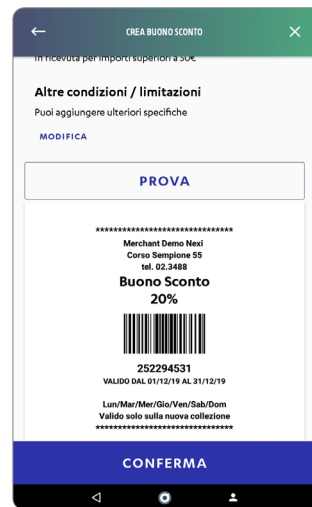 CREA BUONO SCONTO
In ricevuta per importi superiori a 30€
Altre condizioni / limitazioni
Puoi aggiungere ulteriori specifiche
MODIFICA
PROVA
*******************************
Merchant Demo Nexi
Corso Sempione 55
tel. 02.3488
Buono Sconto
20%
252294531
VALIDO DAL 01/12/19 AL 31/12/19
Lun/Mar/Mer/Gio/Ven/Sab/Dom
Valido solo sulla nuova collezione
*******************************
CONFERMA